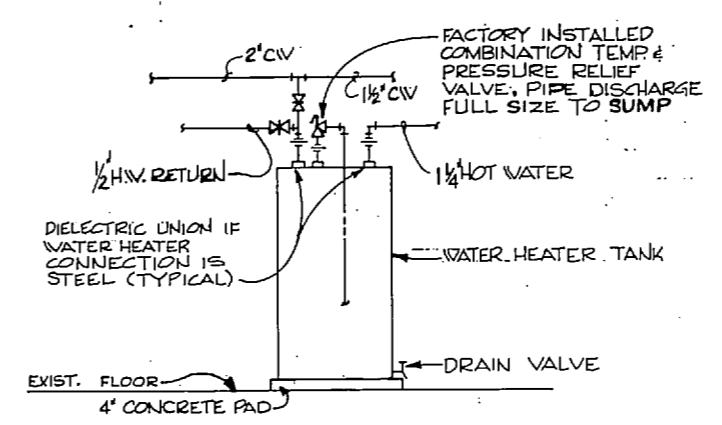 2" CW
1½" CW
FACTORY INSTALLED
COMBINATION TEMP. &
PRESSURE RELIEF
VALVE. PIPE DISCHARGE
FULL SIZE TO SUMP
½" H.W. RETURN
1¼" HOT WATER
DIELECTRIC UNION IF
WATER HEATER
CONNECTION IS
STEEL (TYPICAL)
WATER HEATER TANK
DRAIN VALVE
EXIST. FLOOR
4" CONCRETE PAD